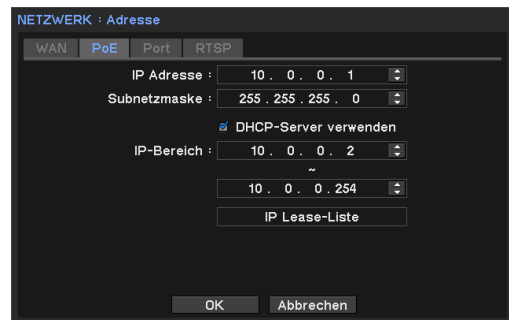 NETZWERK : Adresse
WAN PoE Port RTSP
IP Adresse : 10 . 0 . 0 . 1
Subnetzmaske : 255 . 255 . 255 . 0
DHCP-Server verwenden
IP-Bereich : 10 . 0 . 0 . 2
~
10 . 0 . 0 . 254
IP Lease-Liste
OK Abbrechen